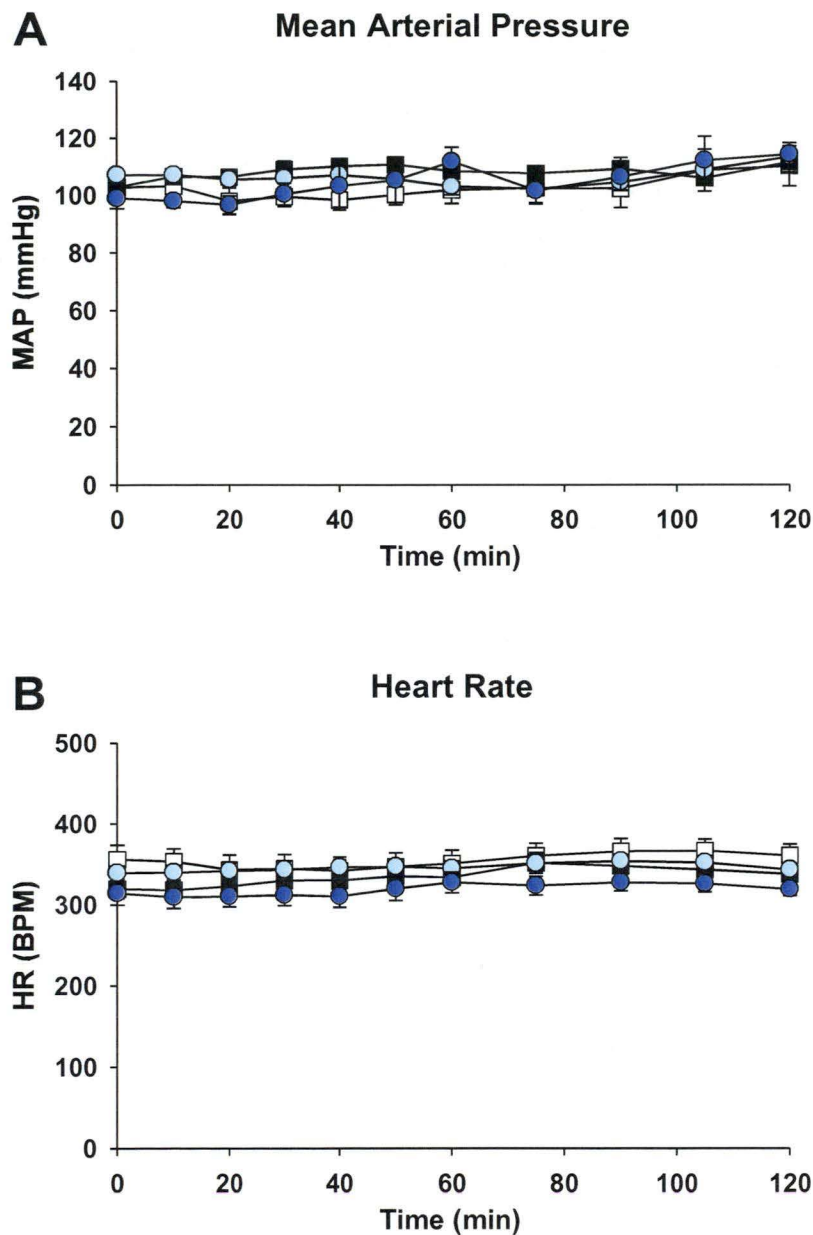 A
Mean Arterial Pressure
140
120
100
80
60
40
20
0
MAP (mmHg)
0 20 40 60 80 100 120
Time (min)
B
Heart Rate
500
400
300
200
100
0
HR (BPM)
0 20 40 60 80 100 120
Time (min)